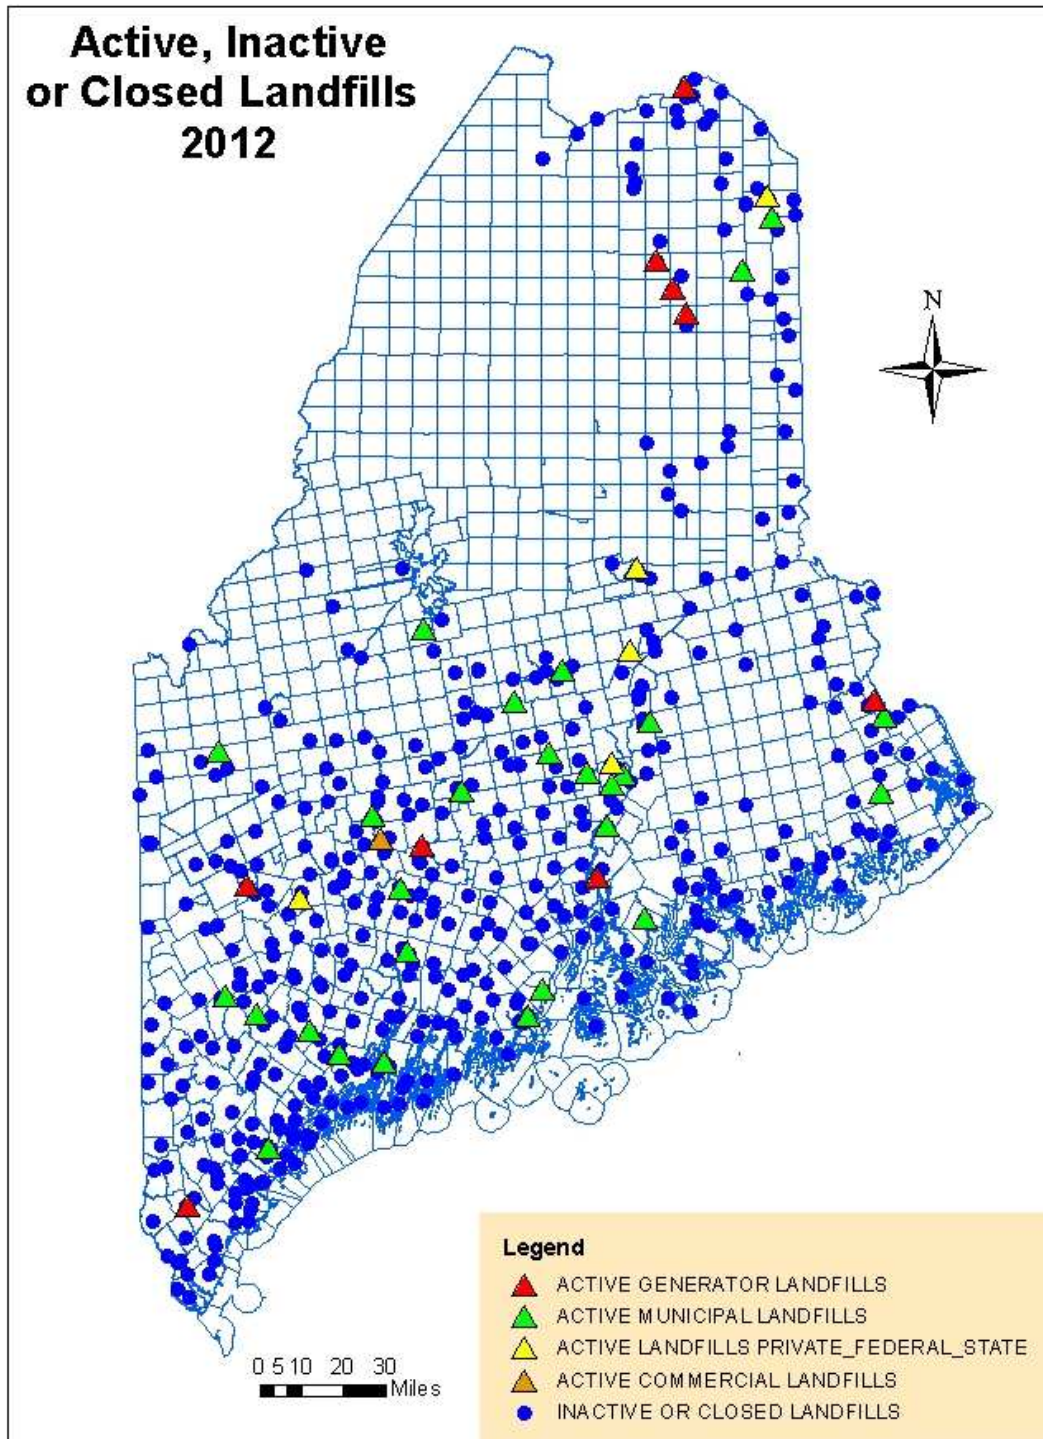 Active, Inactive
or Closed Landfills
2012
N
Legend
ACTIVE GENERATOR LANDFILLS
ACTIVE MUNICIPAL LANDFILLS
ACTIVE LANDFILLS PRIVATE_FEDERAL_STATE
ACTIVE COMMERCIAL LANDFILLS
INACTIVE OR CLOSED LANDFILLS
0 5 10 20 30
Miles